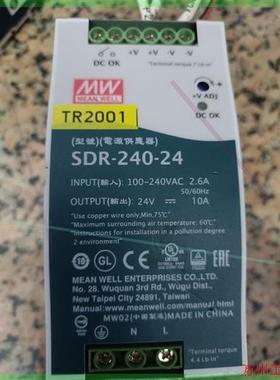 +V +V -V -V
DC OK
*Terminal torque 7 Lb-in*
+V ADJ
DC OK
MW
MEAN WELL
TR2001
(型號)(電源供應器)
SDR-240-24
INPUT(輸入): 100-240VAC 2.6A
50/60Hz
OUTPUT(輸出): 24V 10A
"Use copper wire only,Min.75℃"
"Maximum surrounding air temperature: 60℃"
"Instructions for installation in a pollution degree
2 environment"
GL
LISTED
MEAN WELL ENTERPRISES CO.,LTD.
No. 28. Wuquan 3rd Rd., Wugu Dist.,
New Taipei City 24891, Taiwan
www.meanwell.com/manual.html
MW02 (中國製造) MADE IN CHINA
N L
*Terminal torque
4.4 Lb-in*